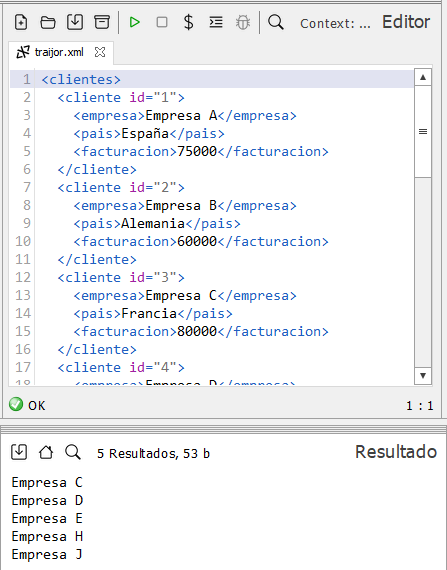 Context: ... Editor
traijor.xml
1 <clientes>
2 <cliente id="1">
3 <empresa>Empresa A</empresa>
4 <pais>España</pais>
5 <facturacion>75000</facturacion>
6 </cliente>
7 <cliente id="2">
8 <empresa>Empresa B</empresa>
9 <pais>Alemania</pais>
10 <facturacion>60000</facturacion>
11 </cliente>
12 <cliente id="3">
13 <empresa>Empresa C</empresa>
14 <pais>Francia</pais>
15 <facturacion>80000</facturacion>
16 </cliente>
17 <cliente id="4">
18 <empresa>Empresa D</empresa>
OK 1 : 1
5 Resultados, 53 b Resultado
Empresa C
Empresa D
Empresa E
Empresa H
Empresa J